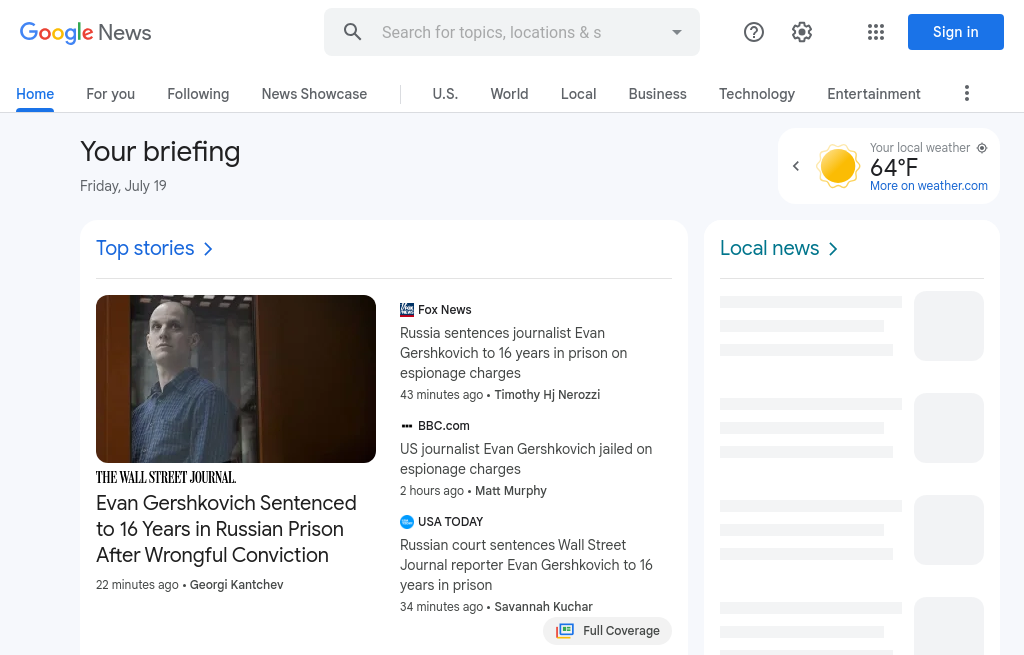 Google News
Search for topics, locations & s
Sign in
Home
For you
Following
News Showcase
U.S.
World
Local
Business
Technology
Entertainment
Your briefing
Friday, July 19
Your local weather
64°F
More on weather.com
Top stories
THE WALL STREET JOURNAL.
Evan Gershkovich Sentenced
to 16 Years in Russian Prison
After Wrongful Conviction
22 minutes ago • Georgi Kantchev
Fox News
Russia sentences journalist Evan
Gershkovich to 16 years in prison on
espionage charges
43 minutes ago • Timothy Hj Nerozzi
BBC.com
US journalist Evan Gershkovich jailed on
espionage charges
2 hours ago • Matt Murphy
USA TODAY
Russian court sentences Wall Street
Journal reporter Evan Gershkovich to 16
years in prison
34 minutes ago • Savannah Kuchar
Full Coverage
Local news